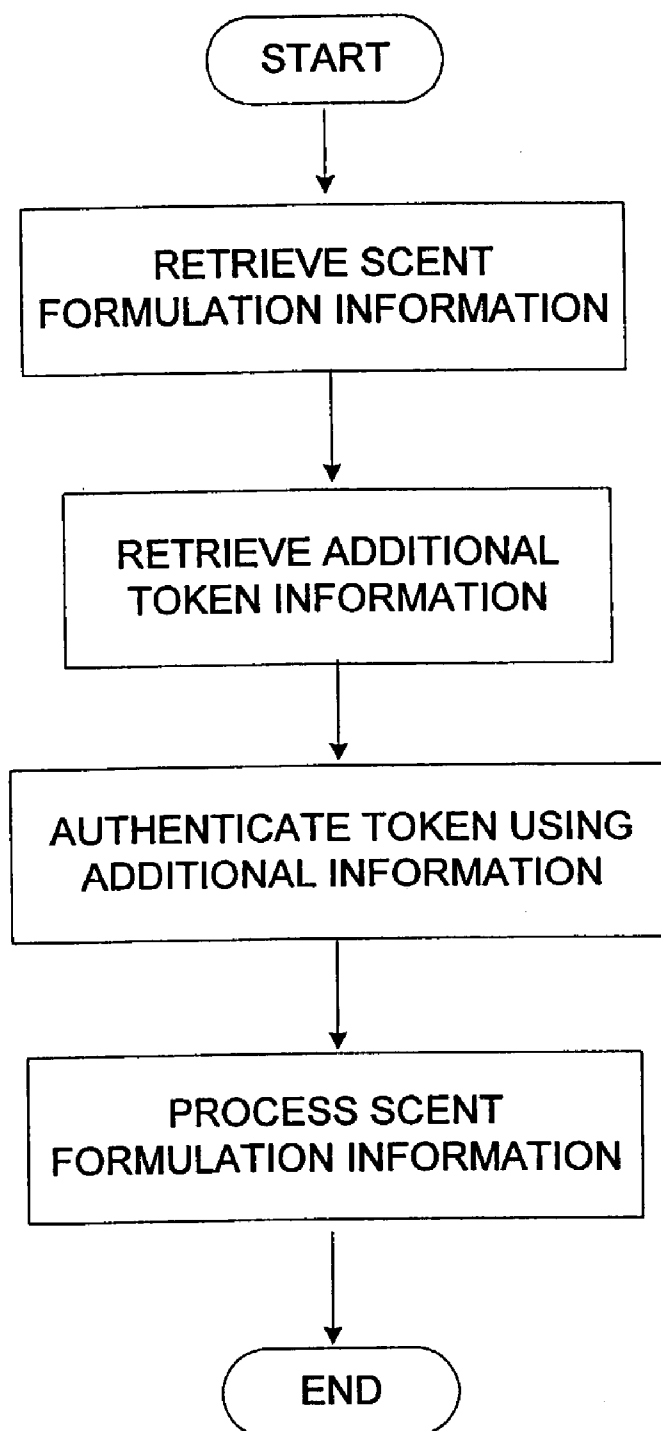 START
RETRIEVE SCENT
FORMULATION INFORMATION
RETRIEVE ADDITIONAL
TOKEN INFORMATION
AUTHENTICATE TOKEN USING
ADDITIONAL INFORMATION
PROCESS SCENT
FORMULATION INFORMATION
END